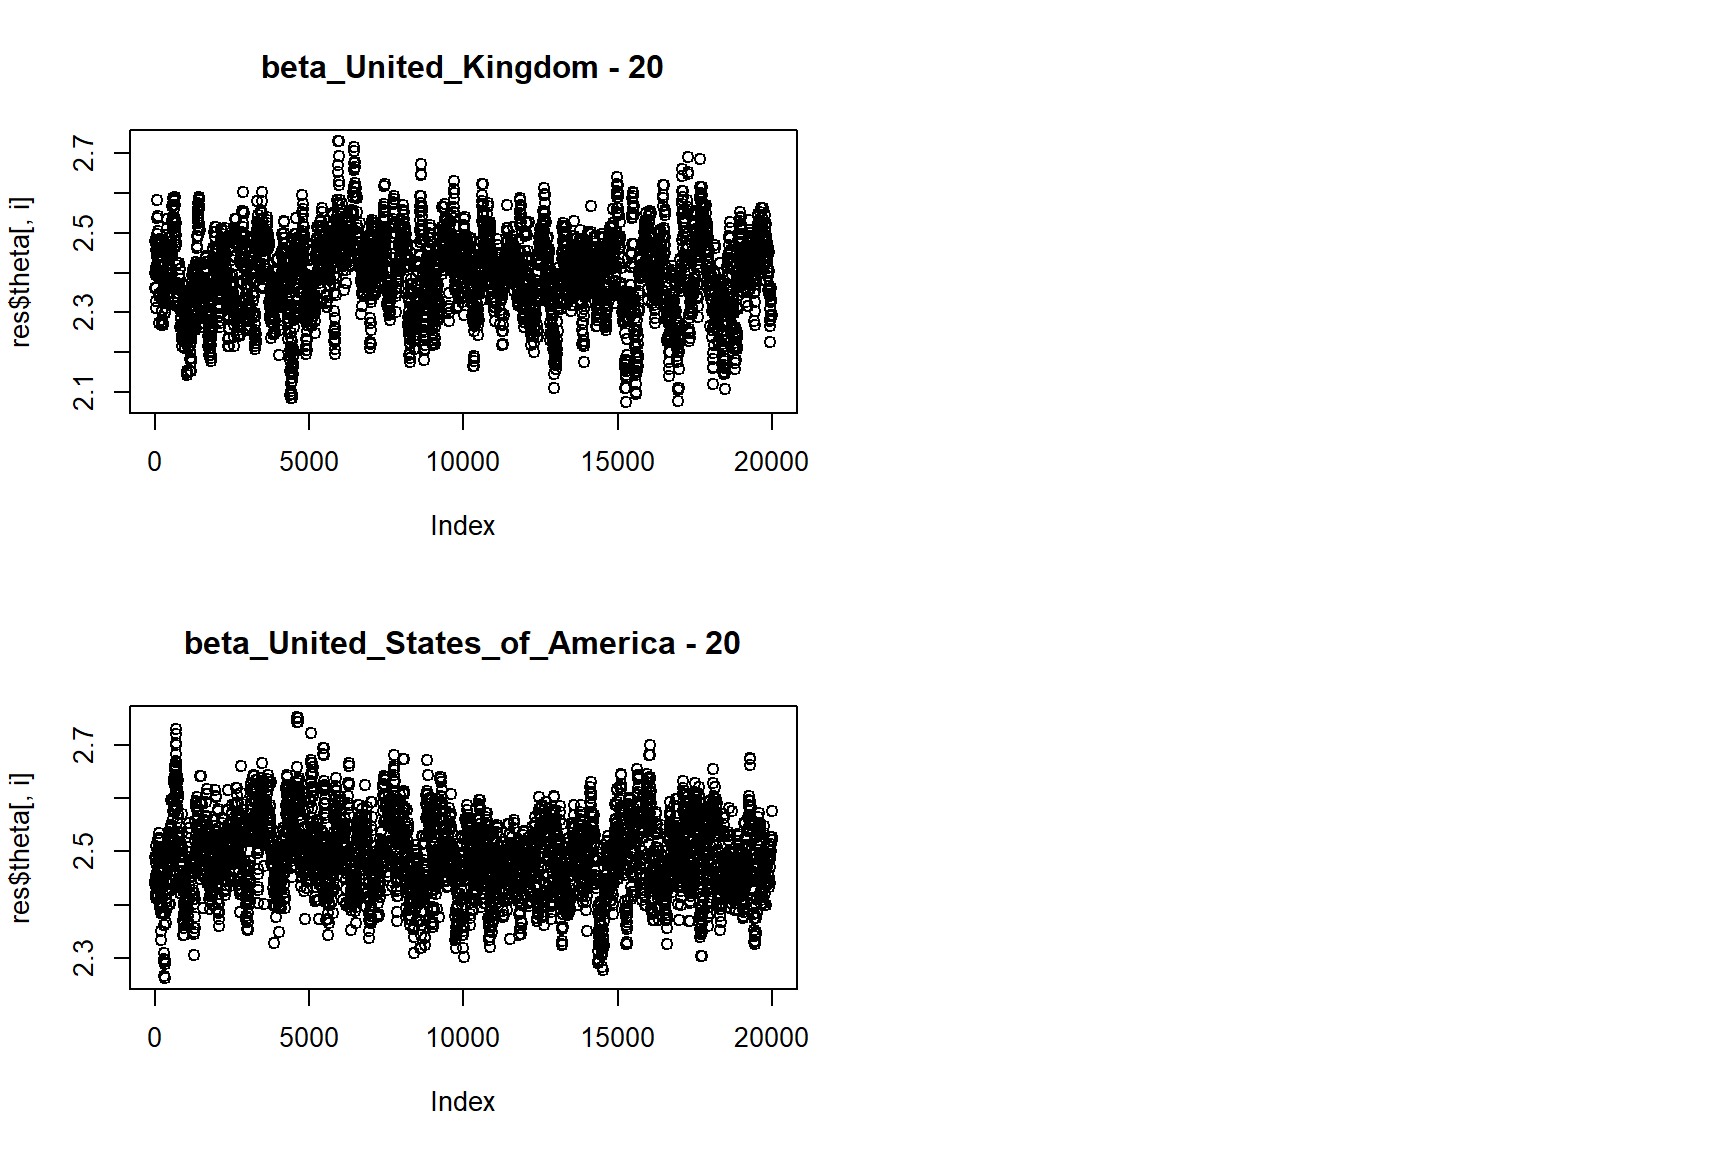 beta_United_Kingdom - 20
res$theta[, i]
2.7
2.5
2.3
2.1
0 5000 10000 15000 20000
Index
beta_United_States_of_America - 20
res$theta[, i]
2.7
2.5
2.3
0 5000 10000 15000 20000
Index